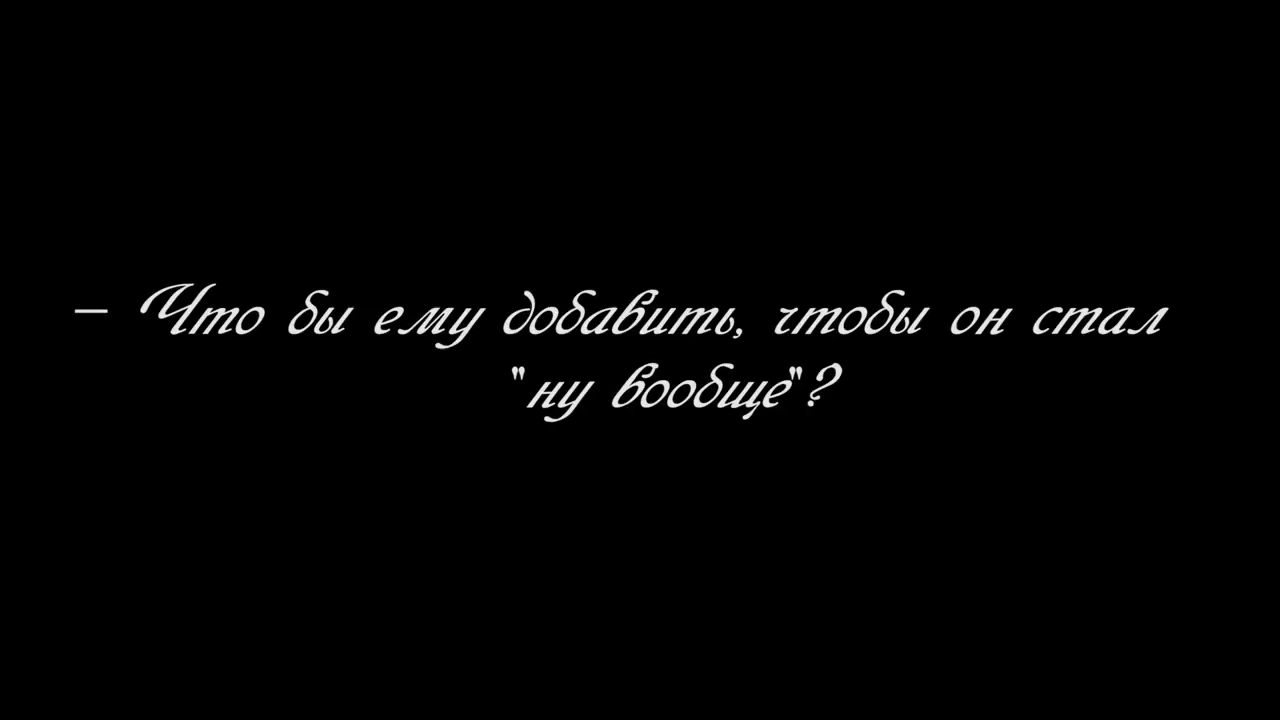 – Что бы ему добавить, чтобы он стал
"ну вообще"?